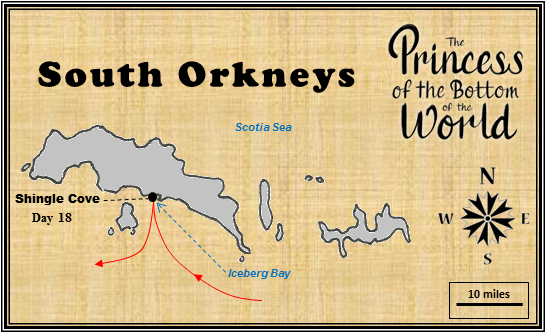 South Orkneys
The
Princess
of the Bottom
of the
World
Scotia Sea
Shingle Cove
Day 18
Iceberg Bay
N
W
E
S
10 miles